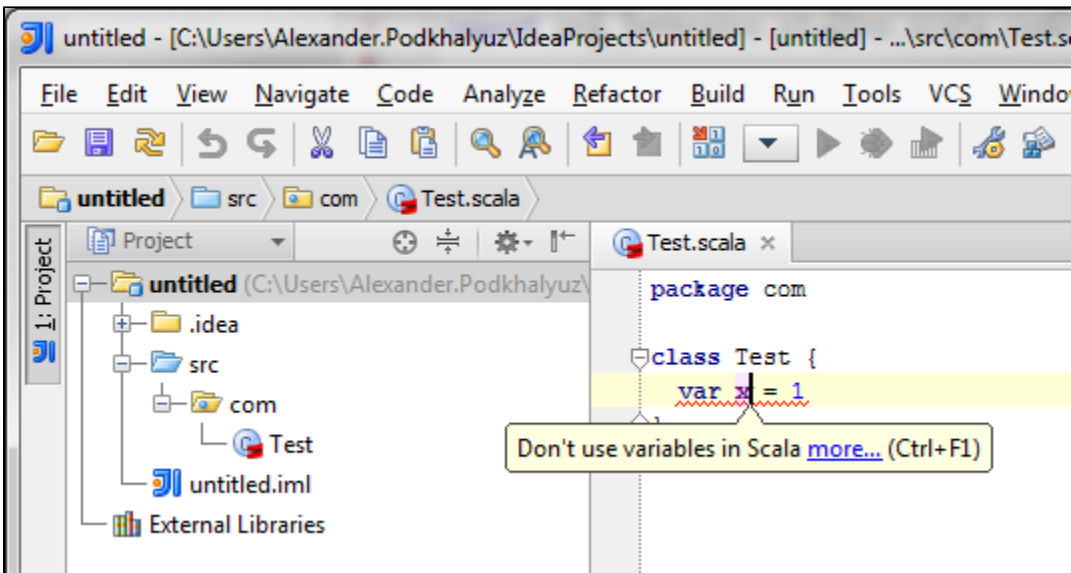 untitled - [C:\Users\Alexander.Podkhalyuz\IdeaProjects\untitled] - [untitled] - ...\src\com\Test.s
File Edit View Navigate Code Analyze Refactor Build Run Tools VCS Windo
untitled src com Test.scala
1: Project
Project
Test.scala
untitled (C:\Users\Alexander.Podkhalyuz\
.idea
src
com
Test
untitled.iml
External Libraries
package com
class Test {
var x = 1
Don't use variables in Scala more... (Ctrl+F1)